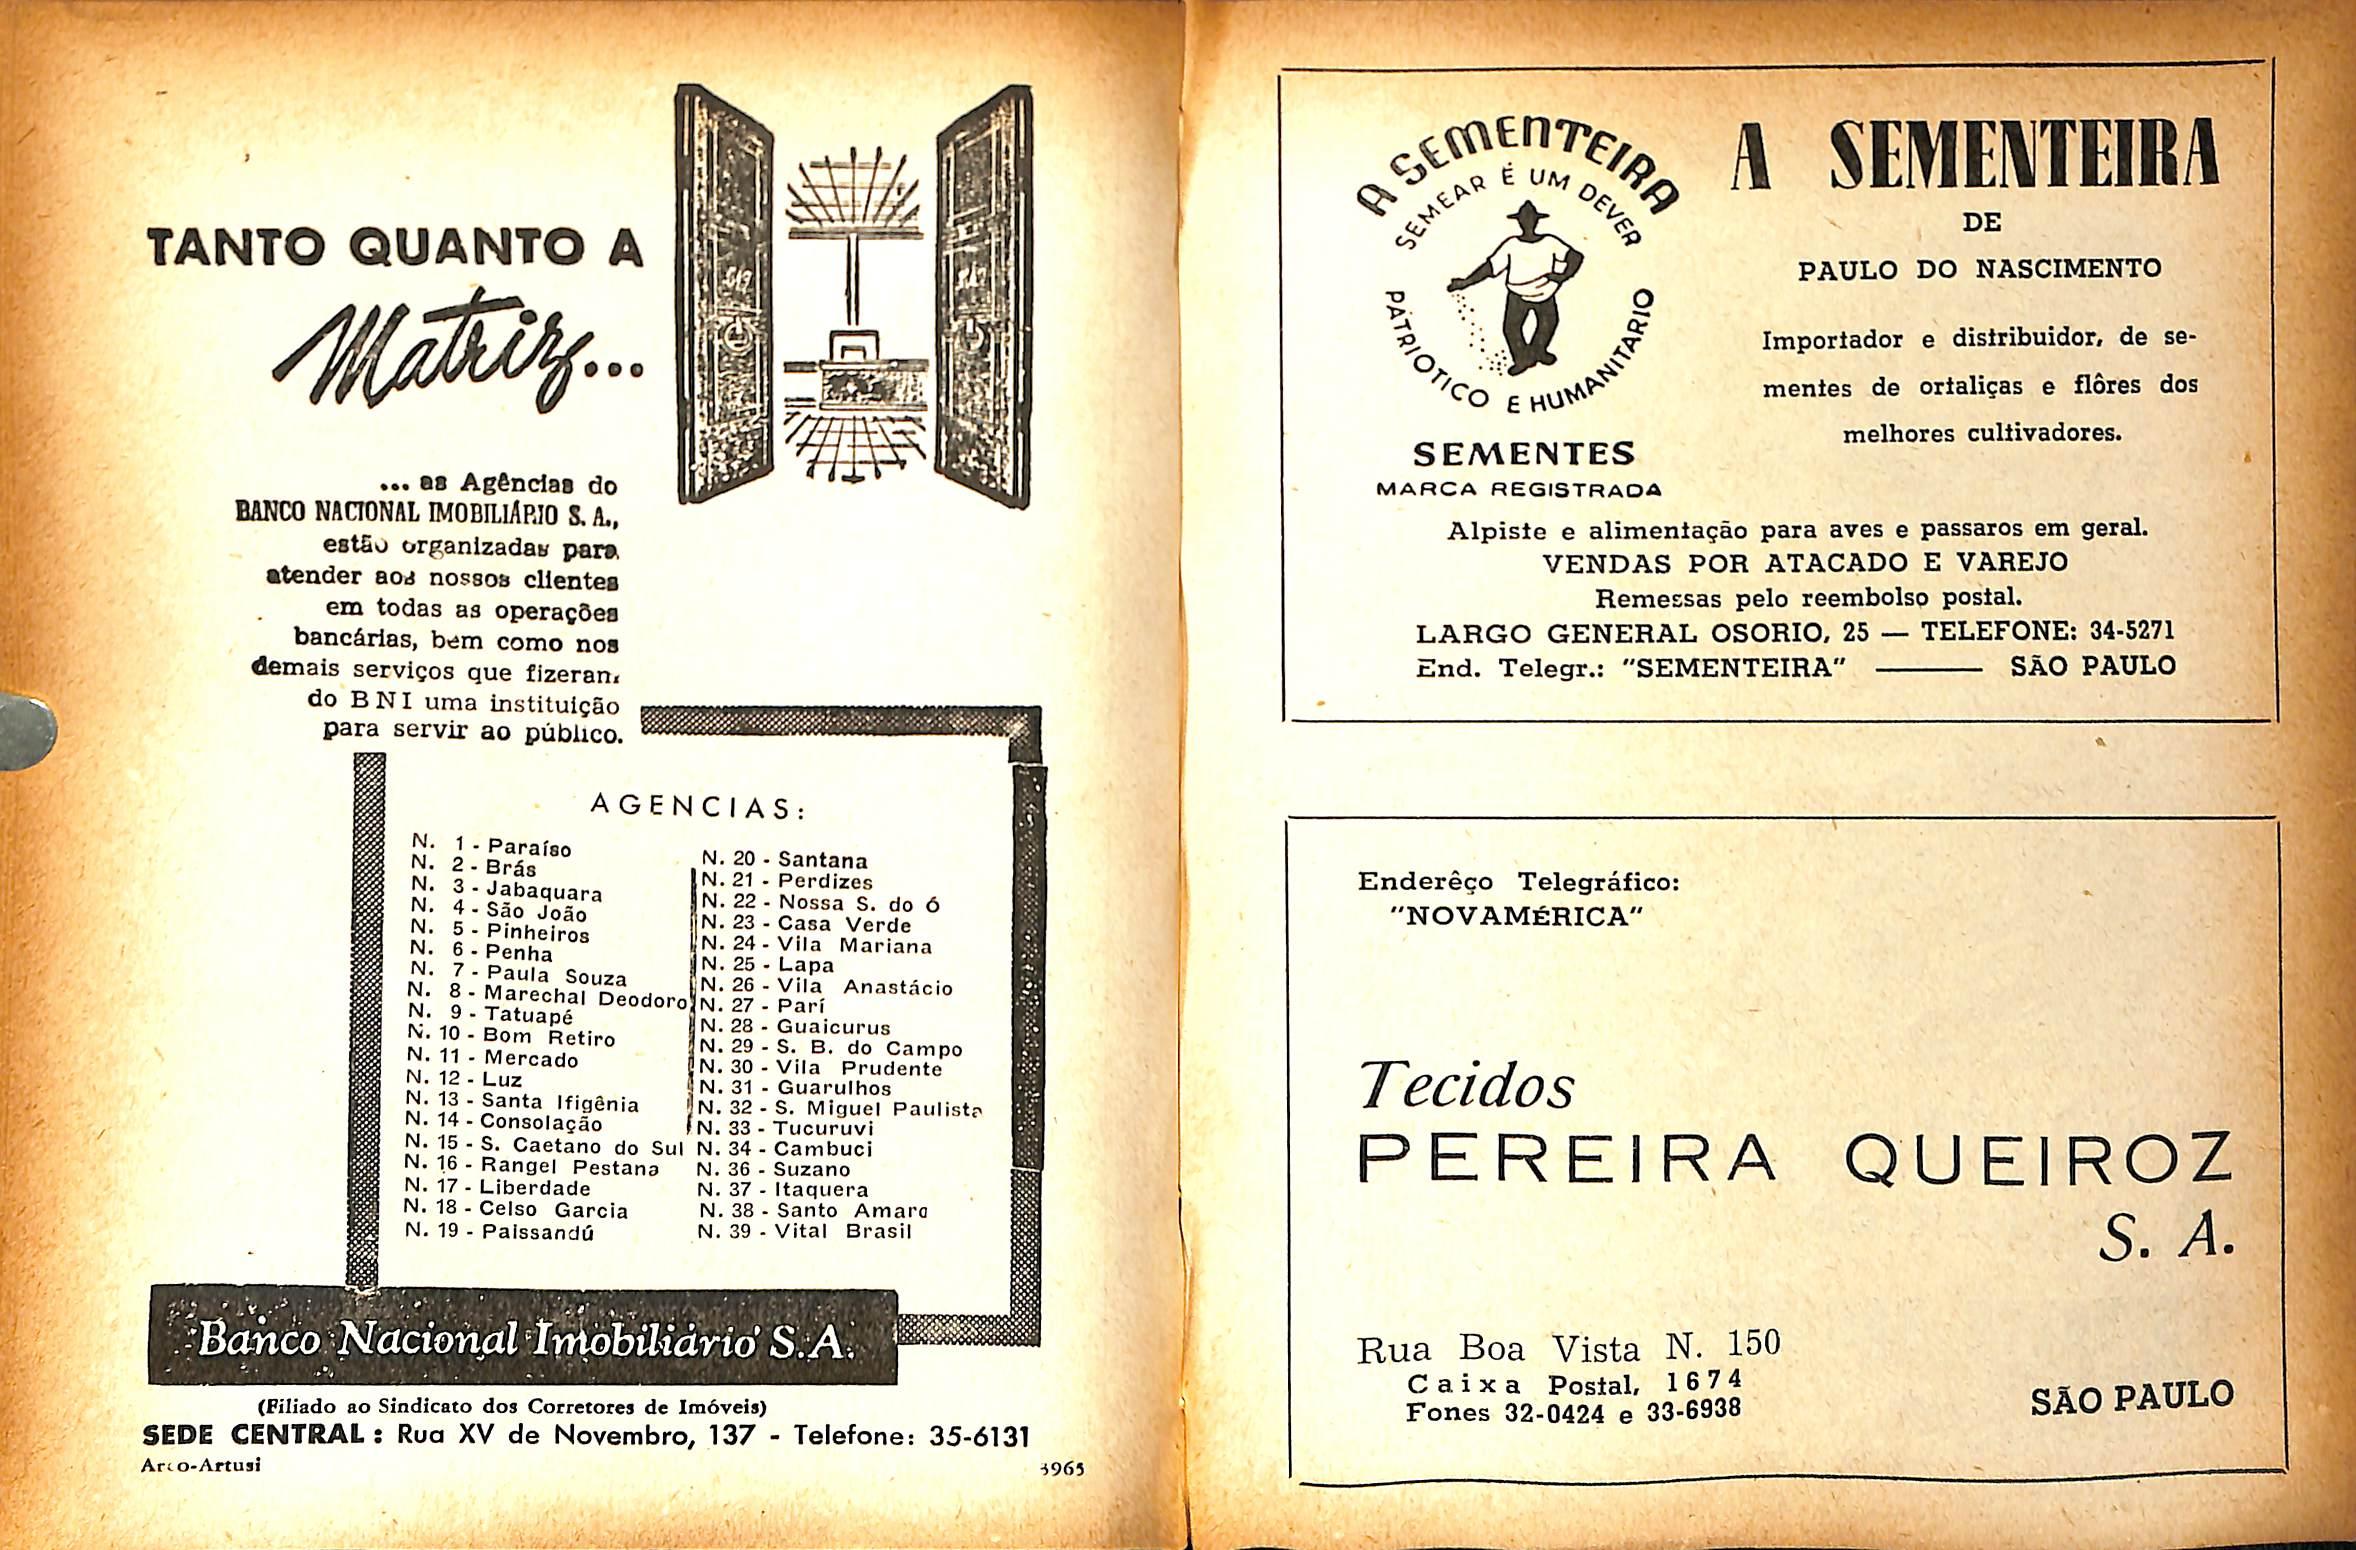 TANTO QUANTO A
Matriz...
... as Agências do
BANCO NACIONAL IMOBILIÁRIO S. A.,
estão organizadas para
atender aos nossos clientes
em todas as operações
bancárias, bem como nos
demais serviços que fizeram
do BNI uma instituição
para servir ao público.
AGENCIAS:
N. 1 - Paraíso
N. 2 - Brás
N. 3 - Jabaquara
N. 4 - São João
N. 5 - Pinheiros
N. 6 - Penha
N. 7 - Paula Souza
N. 8 - Marechal Deodoro
N. 9 - Tatuapé
N. 10 - Bom Retiro
N. 11 - Mercado
N. 12 - Luz
N. 13 - Santa Ifigênia
N. 14 - Consolação
N. 15 - S. Caetano do Sul
N. 16 - Rangel Pestana
N. 17 - Liberdade
N. 18 - Celso Garcia
N. 19 - Paissandú
N. 20 - Santana
N. 21 - Perdizes
N. 22 - Nossa S. do Ó
N. 23 - Casa Verde
N. 24 - Vila Mariana
N. 25 - Lapa
N. 26 - Vila Anastácio
N. 27 - Parí
N. 28 - Guaicurus
N. 29 - S. B. do Campo
N. 30 - Vila Prudente
N. 31 - Guarulhos
N. 32 - S. Miguel Paulista
N. 33 - Tucuruvi
N. 34 - Cambuci
N. 36 - Suzano
N. 37 - Itaquera
N. 38 - Santo Amaro
N. 39 - Vital Brasil
Banco Nacional Imobiliário S.A.
(Filiado ao Sindicato dos Corretores de Imóveis)
SEDE CENTRAL: Rua XV de Novembro, 137 - Telefone: 35-6131
Arco-Artusi
A SEMENTEIRA
SEMEAR É UM DEVER
PATRIOTICO E HUMANITARIO
SEMENTES
MARCA REGISTRADA
A SEMENTEIRA
DE
PAULO DO NASCIMENTO
Importador e distribuidor, de se-
mentes de ortaliças e flôres dos
melhores cultivadores.
Alpiste e alimentação para aves e passaros em geral.
VENDAS POR ATACADO E VAREJO
Remessas pelo reembolso postal.
LARGO GENERAL OSORIO, 25 — TELEFONE: 34-5271
End. Telegr.: "SEMENTEIRA" ——— SÃO PAULO
Enderêço Telegráfico:
"NOVAMÉRICA"
Tecidos
PEREIRA QUEIROZ
S. A.
Rua Boa Vista N. 150
Caixa Postal, 1674
Fones 32-0424 e 33-6938
SÃO PAULO